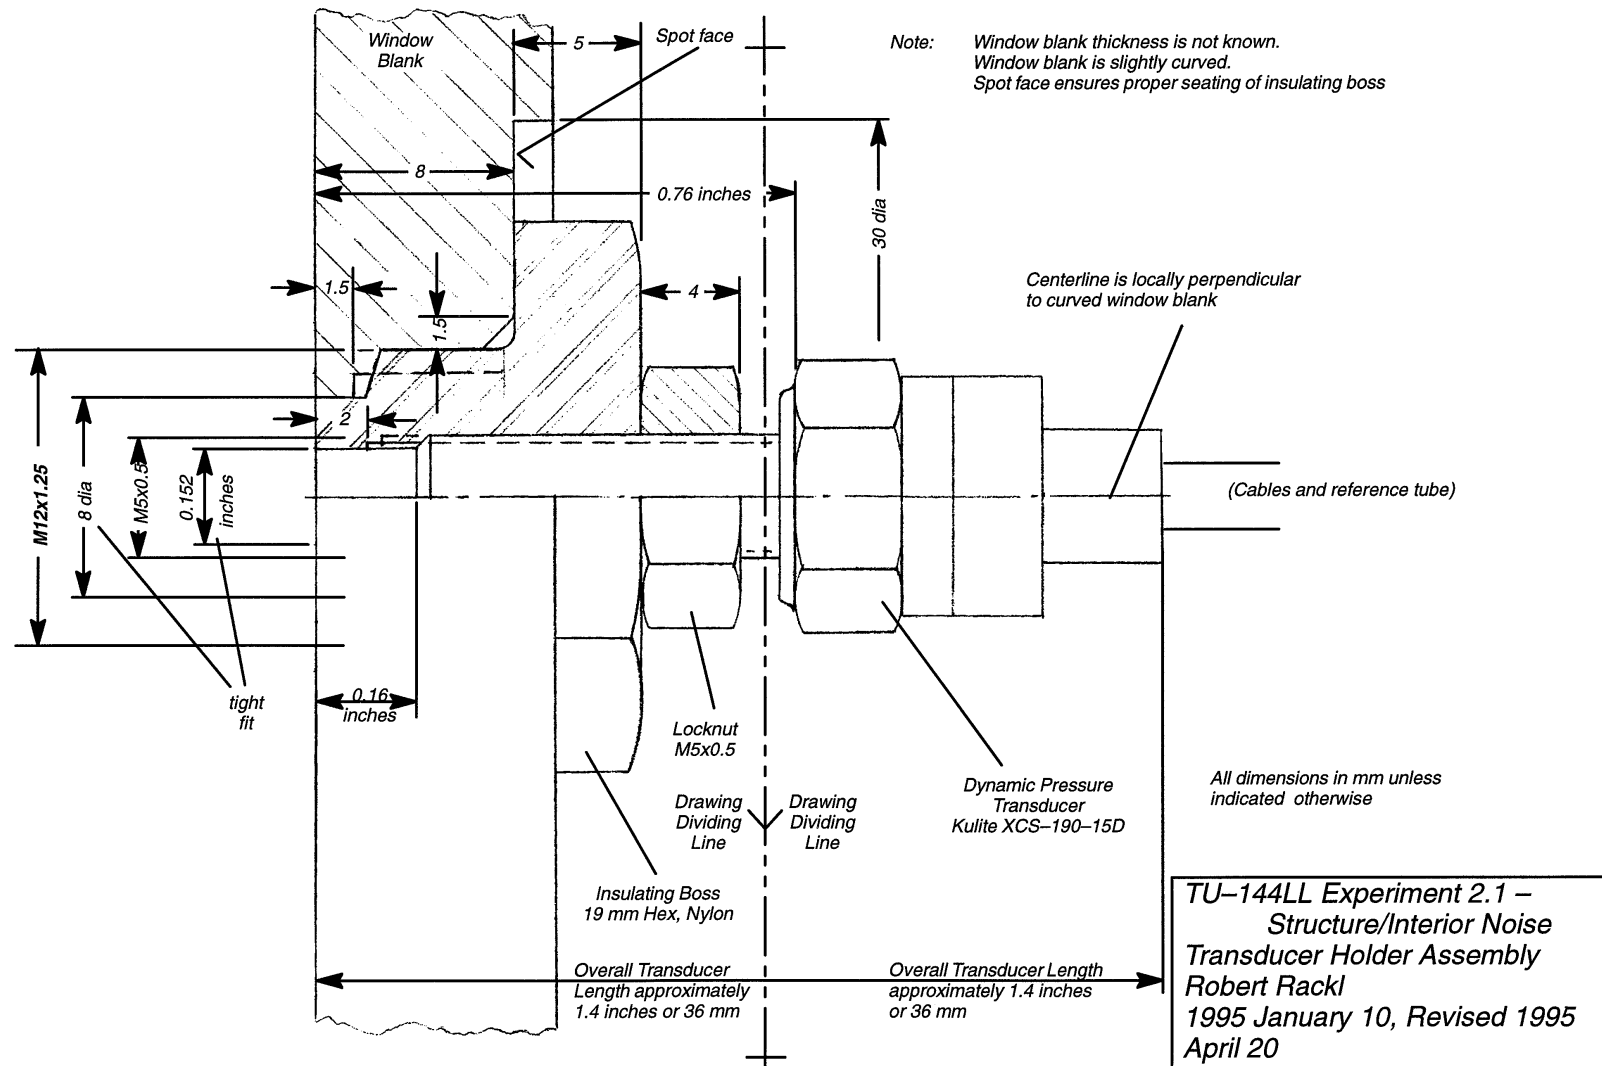 Window
Blank
5
Spot face
Note: Window blank thickness is not known.
Window blank is slightly curved.
Spot face ensures proper seating of insulating boss
8
0.76 inches
30 dia
1.5
4
1.5
Centerline is locally perpendicular
to curved window blank
2
M12x1.25
8 dia
M5x0.5
0.152
inches
(Cables and reference tube)
tight
fit
0.16
inches
Locknut
M5x0.5
Dynamic Pressure
Transducer
Kulite XCS–190–15D
All dimensions in mm unless
indicated otherwise
Drawing
Dividing
Line
Drawing
Dividing
Line
Insulating Boss
19 mm Hex, Nylon
Overall Transducer
Length approximately
1.4 inches or 36 mm
Overall Transducer Length
approximately 1.4 inches
or 36 mm
TU–144LL Experiment 2.1 –
Structure/Interior Noise
Transducer Holder Assembly
Robert Rackl
1995 January 10, Revised 1995
April 20